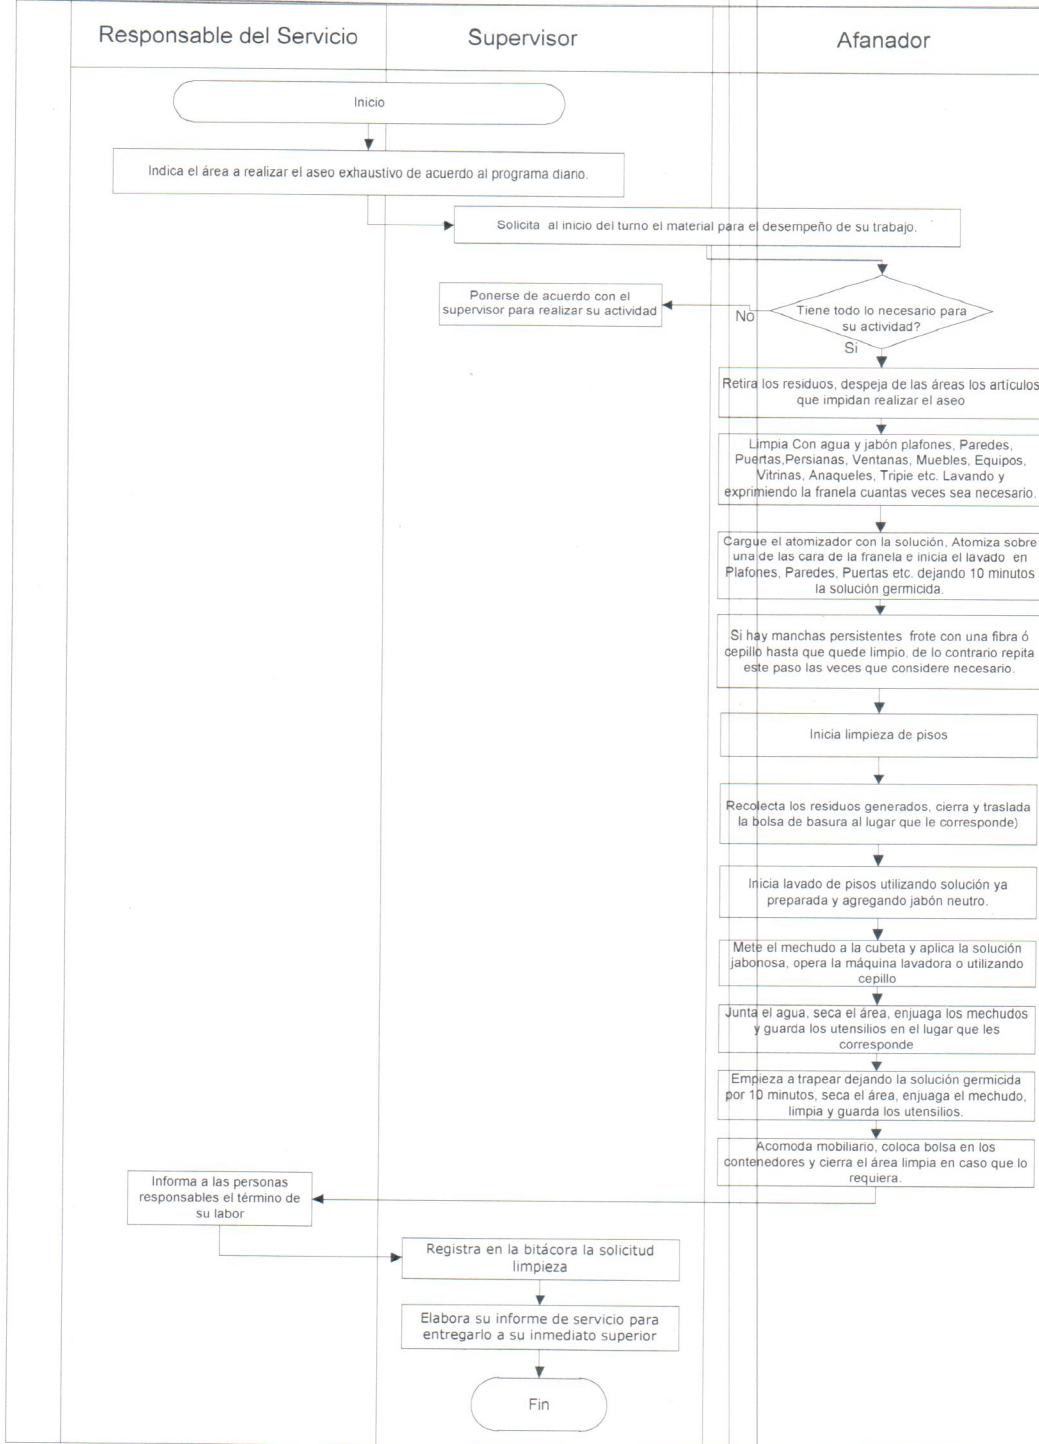 Responsable del Servicio
Supervisor
Afanador
Inicio
Indica el área a realizar el aseo exhaustivo de acuerdo al programa diario.
Solicita al inicio del turno el material para el desempeño de su trabajo.
Ponerse de acuerdo con el
supervisor para realizar su actividad
No
Tiene todo lo necesario para
su actividad?
Si
Retira los residuos, despeja de las áreas los artículos
que impidan realizar el aseo
Limpia Con agua y jabón plafones, Paredes,
Puertas,Persianas, Ventanas, Muebles, Equipos,
Vitrinas, Anaqueles, Tripie etc. Lavando y
exprimiendo la franela cuantas veces sea necesario.
Cargue el atomizador con la solución, Atomiza sobre
una de las cara de la franela e inicia el lavado en
Plafones, Paredes, Puertas etc. dejando 10 minutos
la solución germicida.
Si hay manchas persistentes frote con una fibra ó
cepillo hasta que quede limpio, de lo contrario repita
este paso las veces que considere necesario.
Inicia limpieza de pisos
Recolecta los residuos generados, cierra y traslada
la bolsa de basura al lugar que le corresponde)
Inicia lavado de pisos utilizando solución ya
preparada y agregando jabón neutro.
Mete el mechudo a la cubeta y aplica la solución
jabonosa, opera la máquina lavadora o utilizando
cepillo
Junta el agua, seca el área, enjuaga los mechudos
y guarda los utensilios en el lugar que les
corresponde
Empieza a trapear dejando la solución germicida
por 10 minutos, seca el área, enjuaga el mechudo,
limpia y guarda los utensilios.
Acomoda mobiliario, coloca bolsa en los
contenedores y cierra el área limpia en caso que lo
requiera.
Informa a las personas
responsables el término de
su labor
Registra en la bitácora la solicitud
limpieza
Elabora su informe de servicio para
entregarlo a su inmediato superior
Fin